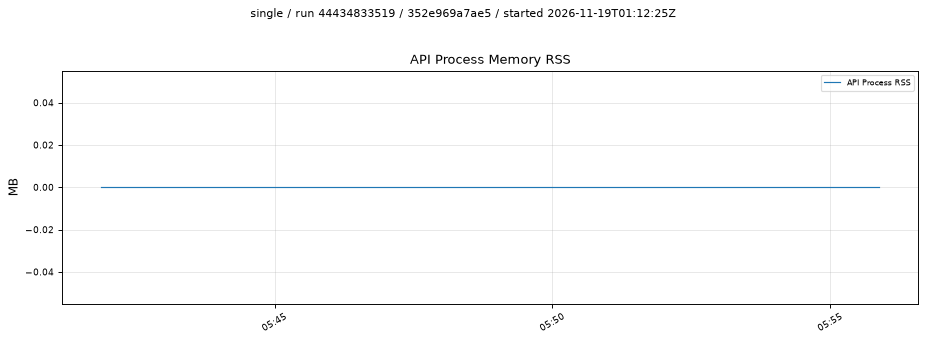 single / run 44434833519 / 352e969a7ae5 / started 2026-11-19T01:12:25Z
API Process Memory RSS
API Process RSS
MB
0.04
0.02
0.00
−0.02
−0.04
05:45
05:50
05:55